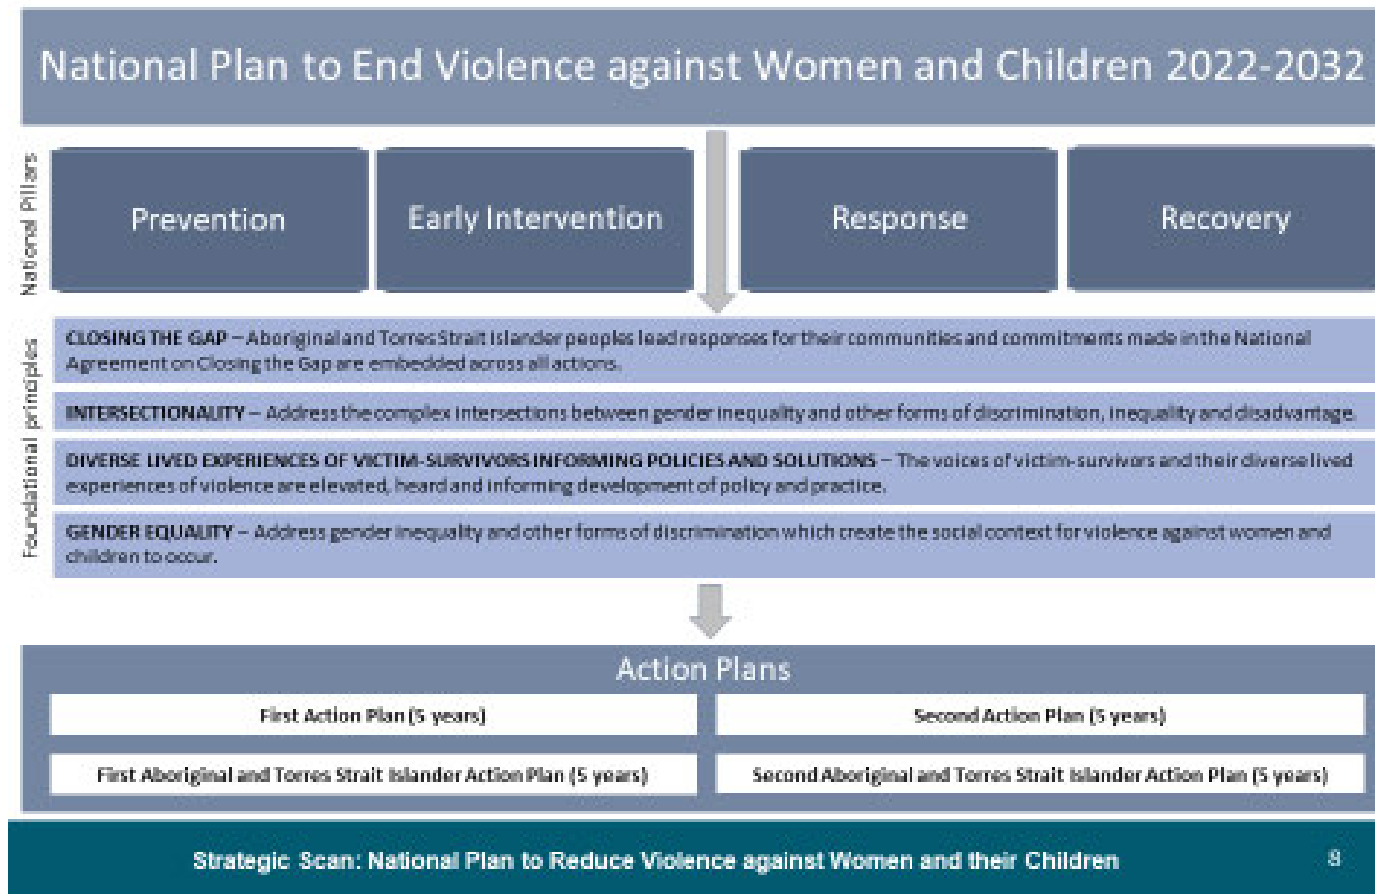 National Plan to End Violence against Women and Children 2022-2032
National Pillars
Prevention
Early Intervention
Response
Recovery
Foundational principles
CLOSING THE GAP – Aboriginal and Torres Strait Islander peoples lead responses for their communities and commitments made in the National
Agreement on Closing the Gap are embedded across all actions.
INTERSECTIONALITY – Address the complex intersections between gender inequality and other forms of discrimination, inequality and disadvantage.
DIVERSE LIVED EXPERIENCES OF VICTIM-SURVIVORS INFORMING POLICIES AND SOLUTIONS – The voices of victim-survivors and their diverse lived
experiences of violence are elevated, heard and informing development of policy and practice.
GENDER EQUALITY – Address gender inequality and other forms of discrimination which create the social context for violence against women and
children to occur.
Action Plans
First Action Plan (5 years)
Second Action Plan (5 years)
First Aboriginal and Torres Strait Islander Action Plan (5 years)
Second Aboriginal and Torres Strait Islander Action Plan (5 years)
Strategic Scan: National Plan to Reduce Violence against Women and their Children
8